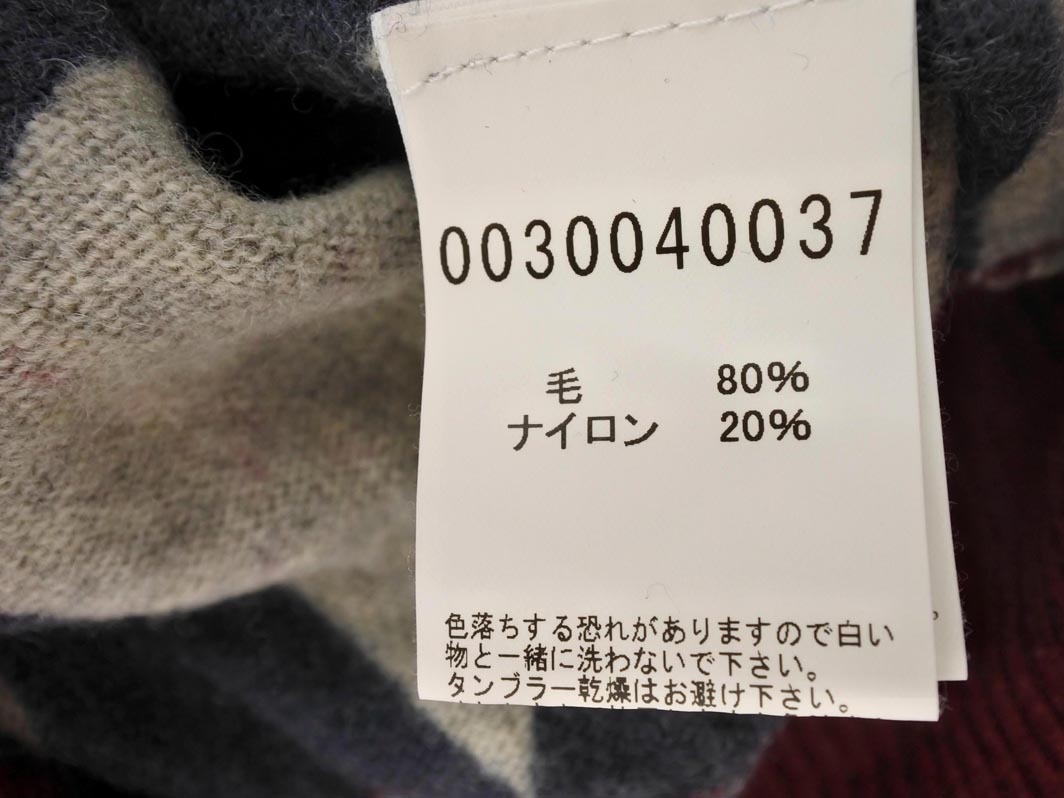 0030040037
毛 80%
ナイロン 20%
色落ちする恐れがありますので白い
物と一緒に洗わないで下さい。
タンブラー乾燥はお避け下さい。